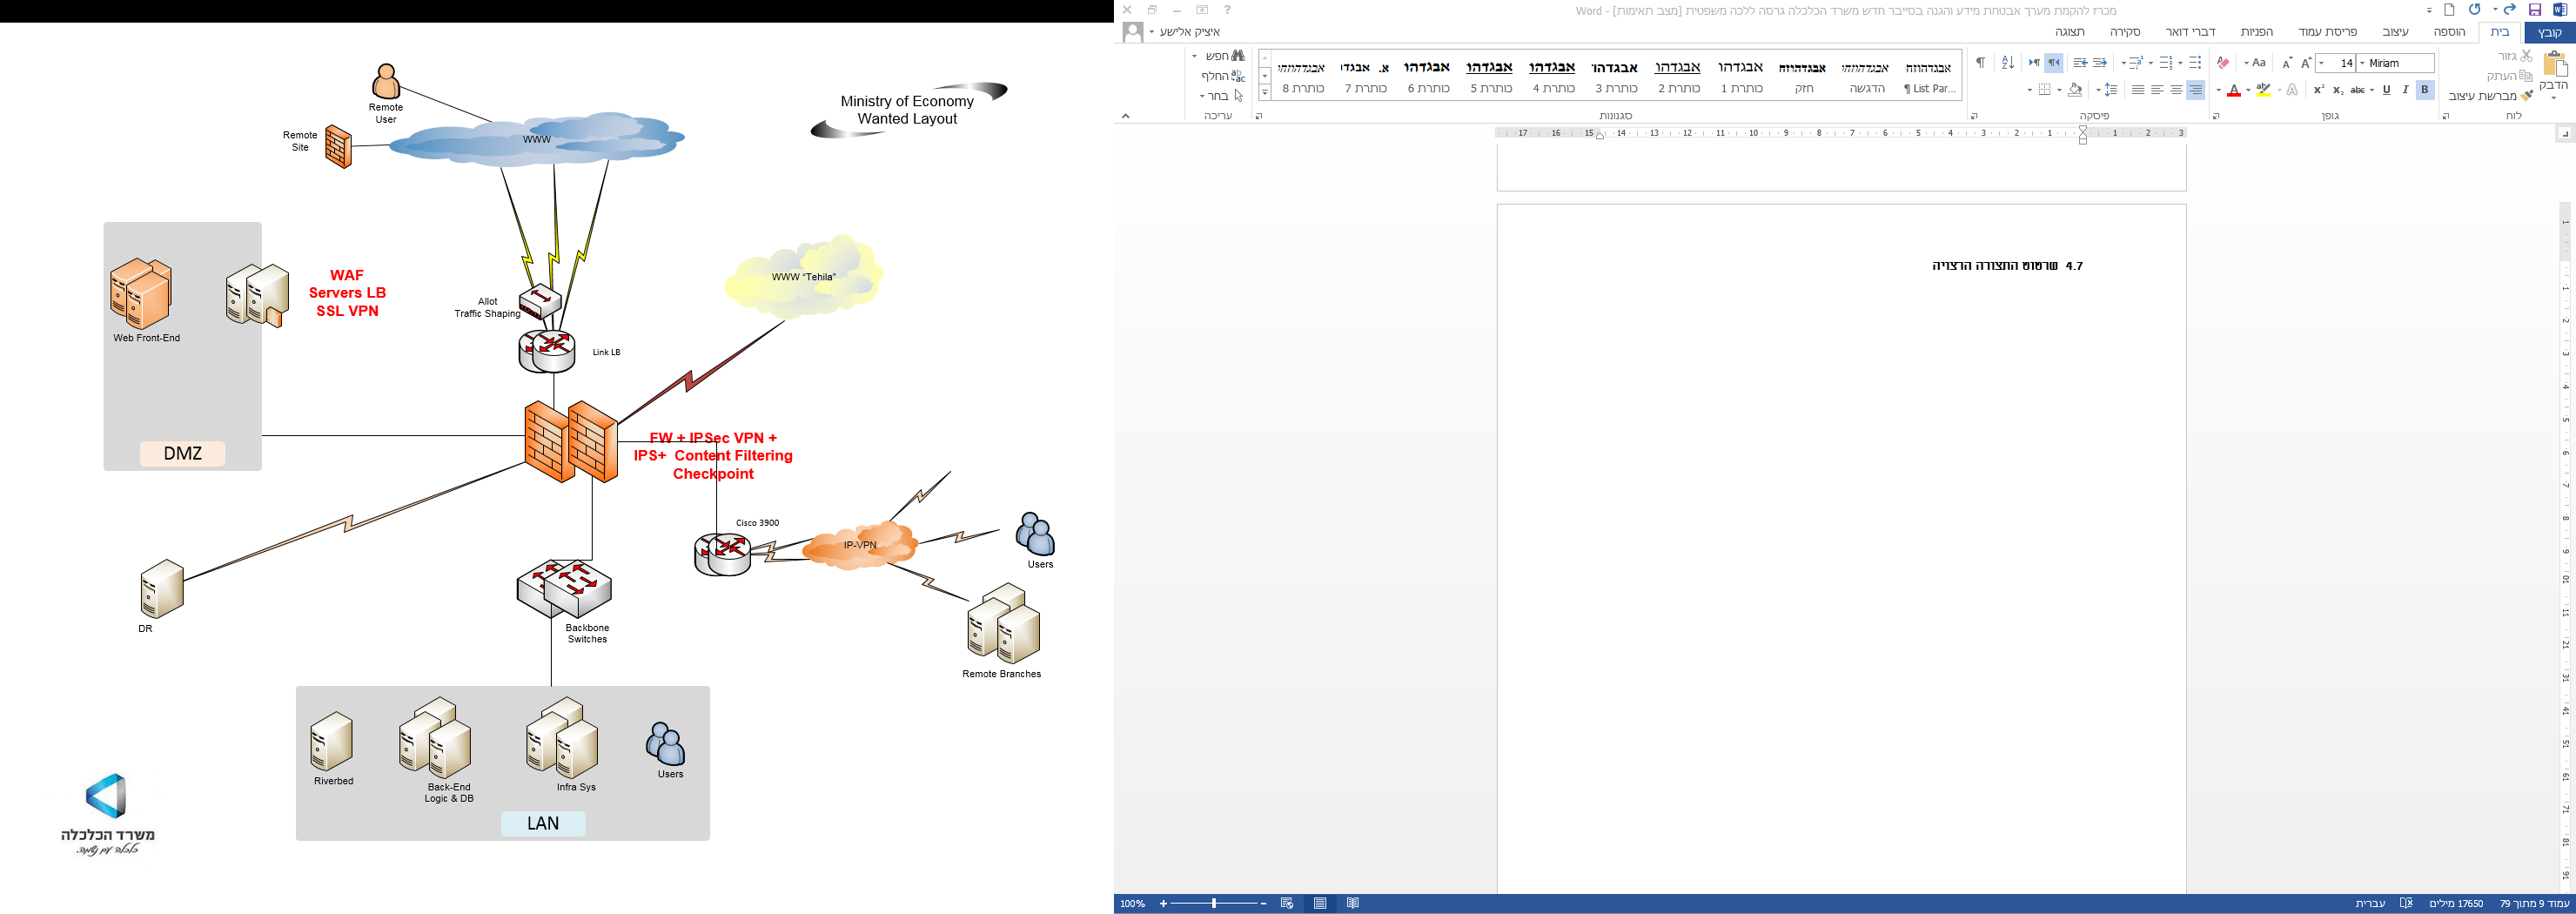 Ministry of Economy
Wanted Layout
Remote
User
Remote
Site
WWW
WWW “Tehila”
Allot
Traffic Shaping
Link LB
WAF
Servers LB
SSL VPN
Web Front-End
DMZ
FW + IPSec VPN +
IPS+ Content Filtering
Checkpoint
Cisco 3900
IP-VPN
Users
Remote Branches
DR
Backbone
Switches
Riverbed
Back-End
Logic & DB
Infra Sys
Users
LAN
משרד הכלכלה
כלכלה עם נשמה.
מכרז להקמת מערך אבטחת מידע והגנה בסייבר חדש משרד הכלכלה גרסה ללכה משפטית [מצב תאימות] - Word
קובץ בית הוספה עיצוב פריסת עמוד הפניות דברי דואר סקירה תצוגה
איציק אלישע
הדבק
גזור
העתק
מברשת עיצוב
לוח
Miriam 14
גופן
פיסקה
אבגדהוזח אבגדהוזחו אבגדהוזח אבגדהו אבגדהו אבגדהו אבגדהו אבגדהו אבגדהו א. אבגדו אבגדהוזחו
¶ List Par... הדגשה חזק כותרת 1 כותרת 2 כותרת 3 כותרת 4 כותרת 5 כותרת 6 כותרת 7 כותרת 8
סגנונות
חפש
החלף
בחר
עריכה
4.7 שרטוט התצורה הרצויה
עמוד 9 מתוך 79 17650 מילים עברית
100%